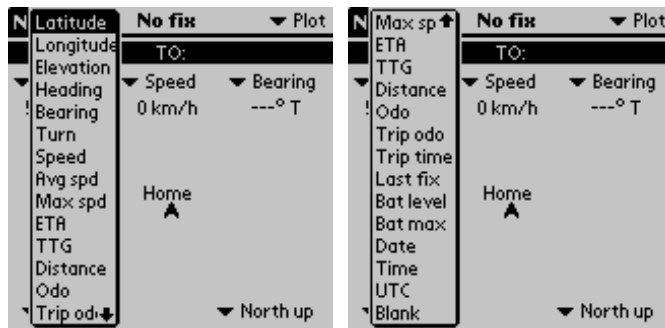 N
Latitude
No fix
Plot
Longitude
TO:
Elevation
Heading
Speed
Bearing
Bearing
0 km/h
---° T
Turn
Speed
Avg spd
Max spd
Home
ETA
TTG
Distance
Odo
Trip odo
North up
N
Max sp
No fix
Plot
ETA
TO:
TTG
Distance
Speed
Bearing
Odo
0 km/h
---° T
Trip odo
Trip time
Last fix
Bat level
Home
Bat max
Date
Time
UTC
Blank
North up